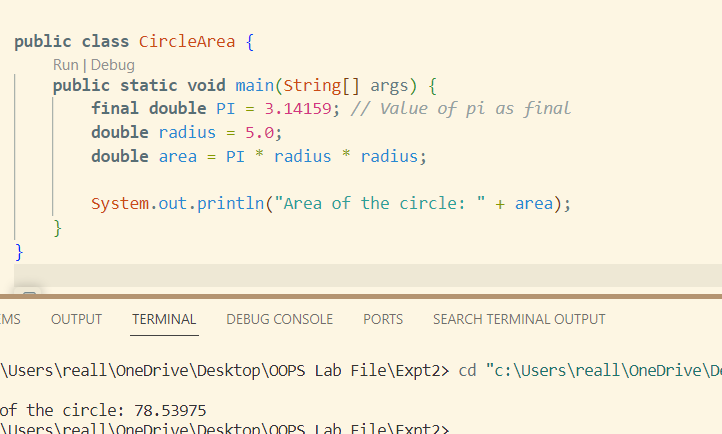 public class CircleArea {
Run | Debug
public static void main(String[] args) {
final double PI = 3.14159; // Value of pi as final
double radius = 5.0;
double area = PI * radius * radius;
System.out.println("Area of the circle: " + area);
}
}
EMS OUTPUT TERMINAL DEBUG CONSOLE PORTS SEARCH TERMINAL OUTPUT
\Users\reall\OneDrive\Desktop\OOPS Lab File\Expt2> cd "c:\Users\reall\OneDrive\De
of the circle: 78.53975
\Users\reall\OneDrive\Desktop\OOPS Lab File\Expt2>